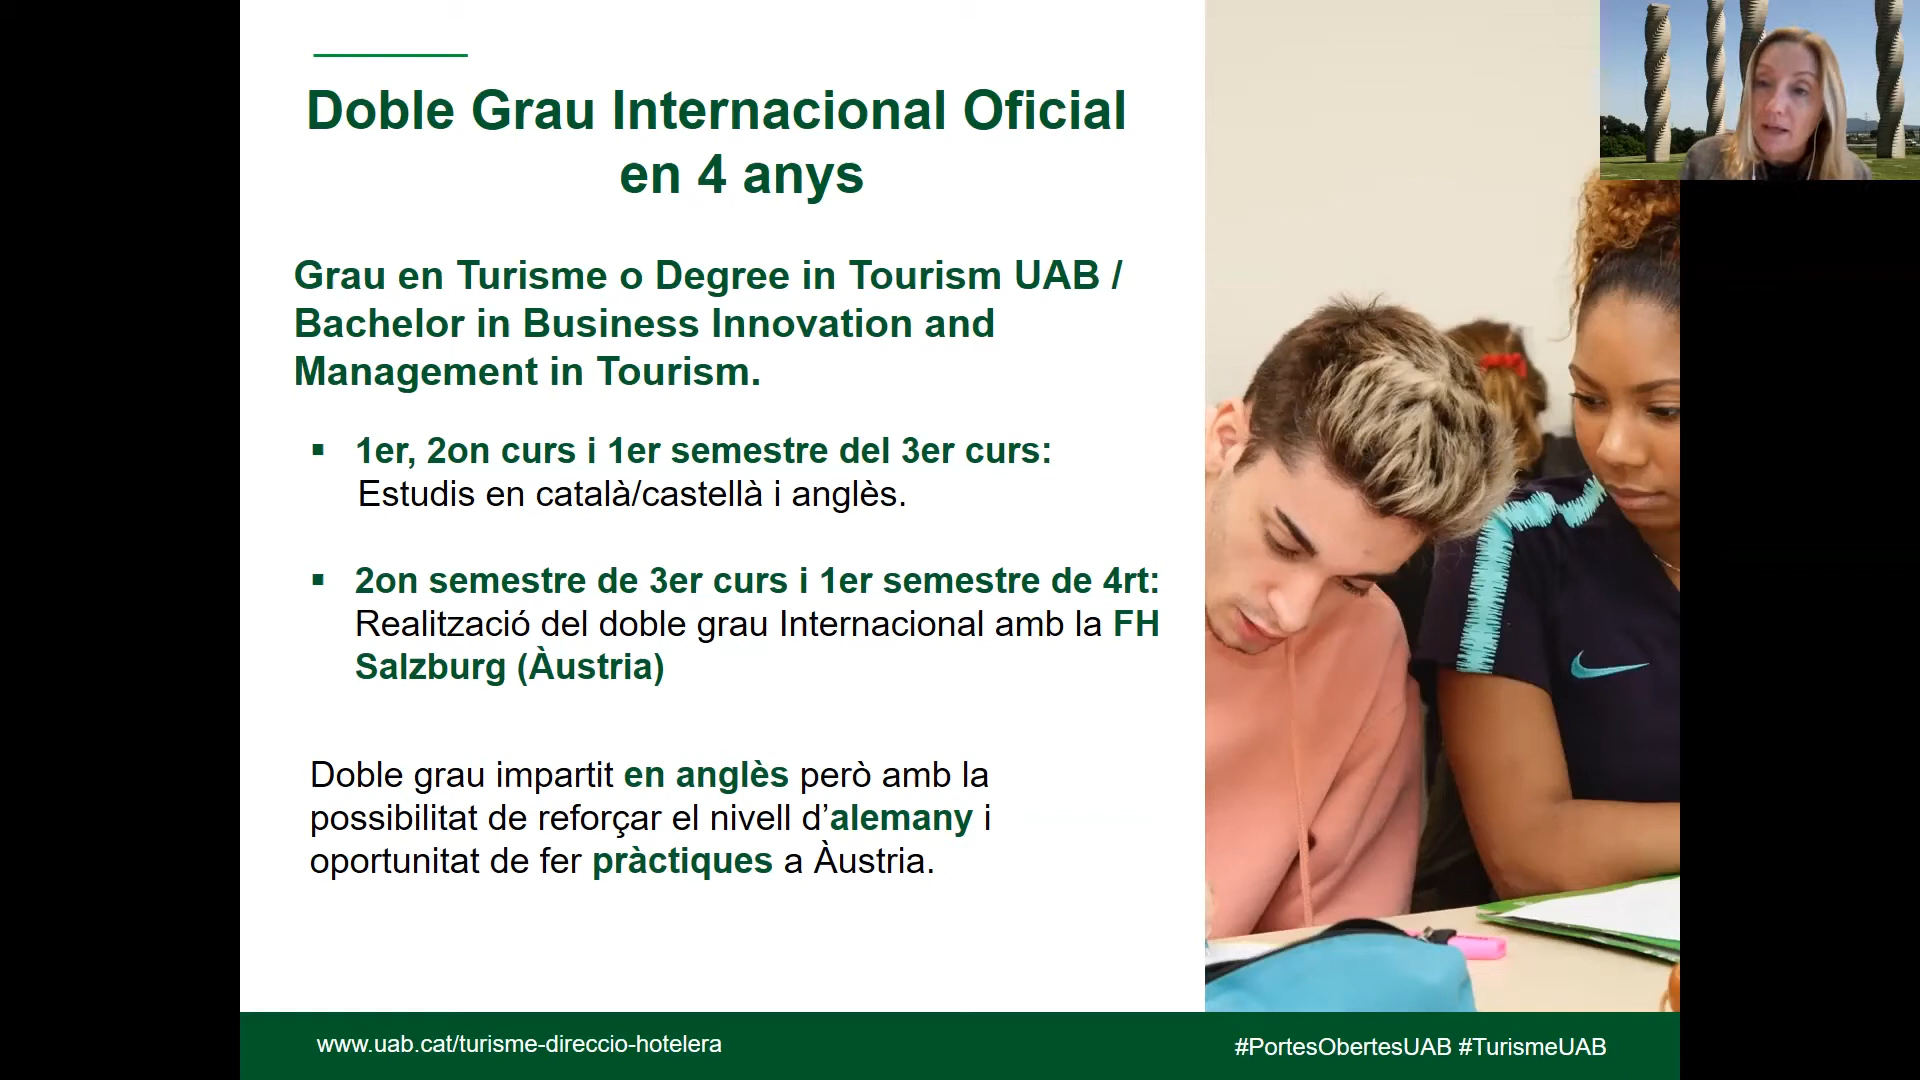 Doble Grau Internacional Oficial
en 4 anys
Grau en Turisme o Degree in Tourism UAB /
Bachelor in Business Innovation and
Management in Tourism.
▪ 1er, 2on curs i 1er semestre del 3er curs:
Estudis en català/castellà i anglès.
▪ 2on semestre de 3er curs i 1er semestre de 4rt:
Realització del doble grau Internacional amb la FH
Salzburg (Àustria)
Doble grau impartit en anglès però amb la
possibilitat de reforçar el nivell d’alemany i
oportunitat de fer pràctiques a Àustria.
www.uab.cat/turisme-direccio-hotelera
#PortesObertesUAB #TurismeUAB